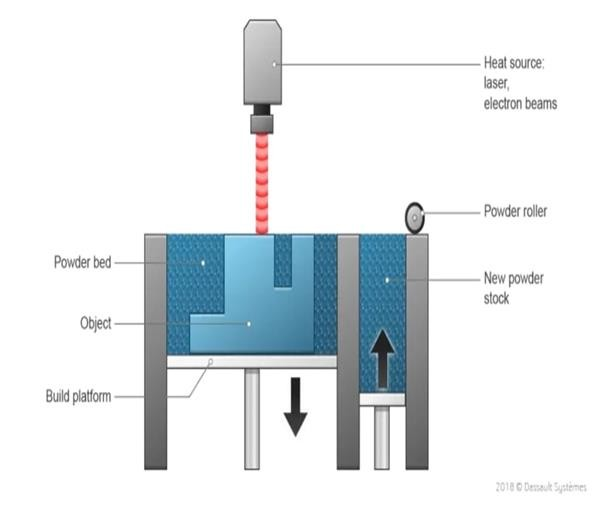 Heat source:
laser,
electron beams
Powder roller
Powder bed
New powder
stock
Object
Build platform
2018 © Dassault Systèmes